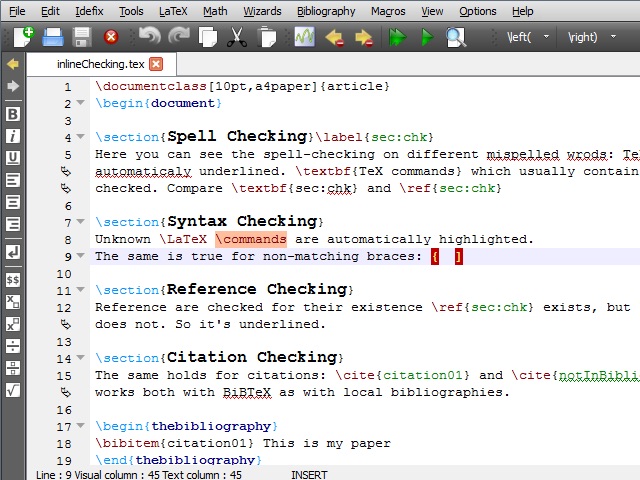 File Edit Idefix Tools LaTeX Math Wizards Bibliography Macros View Options Help
\left( \right)
inlineChecking.tex
1 \documentclass[10pt,a4paper]{article}
2 \begin{document}
3
4 \section{Spell Checking}\label{sec:chk}
5 Here you can see the spell-checking on different mispelled wrods: Te
automaticaly underlined. \textbf{TeX commands} which usually contain
checked. Compare \textbf{sec:chk} and \ref{sec:chk}
6
7 \section{Syntax Checking}
8 Unknown \LaTeX \commands are automatically highlighted.
9 The same is true for non-matching braces: { ]
10
11 \section{Reference Checking}
12 Reference are checked for their existence \ref{sec:chk} exists, but
does not. So it's underlined.
13
14 \section{Citation Checking}
15 The same holds for citations: \cite{citation01} and \cite{notInBibli
works both with BiBTeX as with local bibliographies.
16
17 \begin{thebibliography}
18 \bibitem{citation01} This is my paper
19 \end{thebibliography}
Line : 9 Visual column : 45 Text column : 45 INSERT